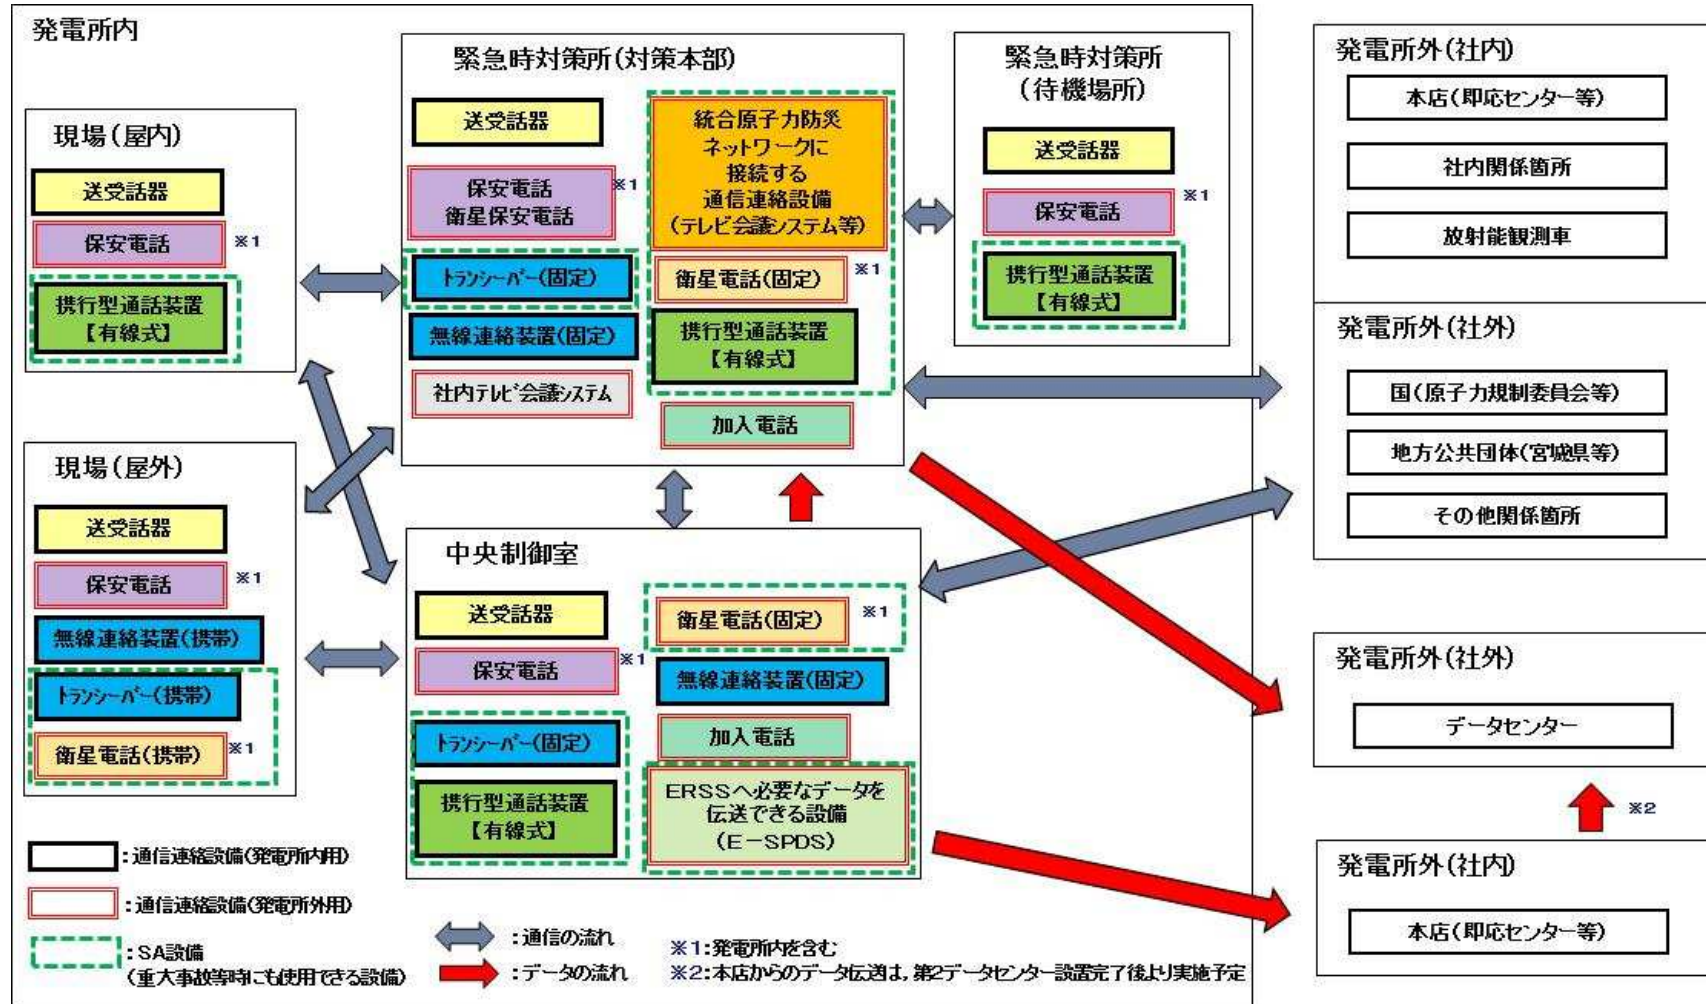 発電所内
現場(屋内)
送受話器
保安電話
※1
携行型通話装置
【有線式】
現場(屋外)
送受話器
保安電話
※1
無線連絡装置(携帯)
トランシーバー(携帯)
衛星電話(携帯)
※1
緊急時対策所(対策本部)
送受話器
保安電話
衛星保安電話
※1
トランシーバー(固定)
無線連絡装置(固定)
社内テレビ会議システム
統合原子力防災
ネットワークに
接続する
通信連絡設備
(テレビ会議システム等)
衛星電話(固定)
※1
携行型通話装置
【有線式】
加入電話
緊急時対策所
(待機場所)
送受話器
保安電話
※1
携行型通話装置
【有線式】
中央制御室
送受話器
保安電話
※1
トランシーバー(固定)
携行型通話装置
【有線式】
衛星電話(固定)
※1
無線連絡装置(固定)
加入電話
ERSSへ必要なデータを
伝送できる設備
(E-SPDS)
発電所外(社内)
本店(即応センター等)
社内関係箇所
放射能観測車
発電所外(社外)
国(原子力規制委員会等)
地方公共団体(宮城県等)
その他関係箇所
発電所外(社外)
データセンター
※2
発電所外(社内)
本店(即応センター等)
:通信連絡設備(発電所内用)
:通信連絡設備(発電所外用)
:SA設備
(重大事故等時にも使用できる設備)
:通信の流れ
:データの流れ
※1:発電所内を含む
※2:本店からのデータ伝送は,第2データセンター設置完了後より実施予定